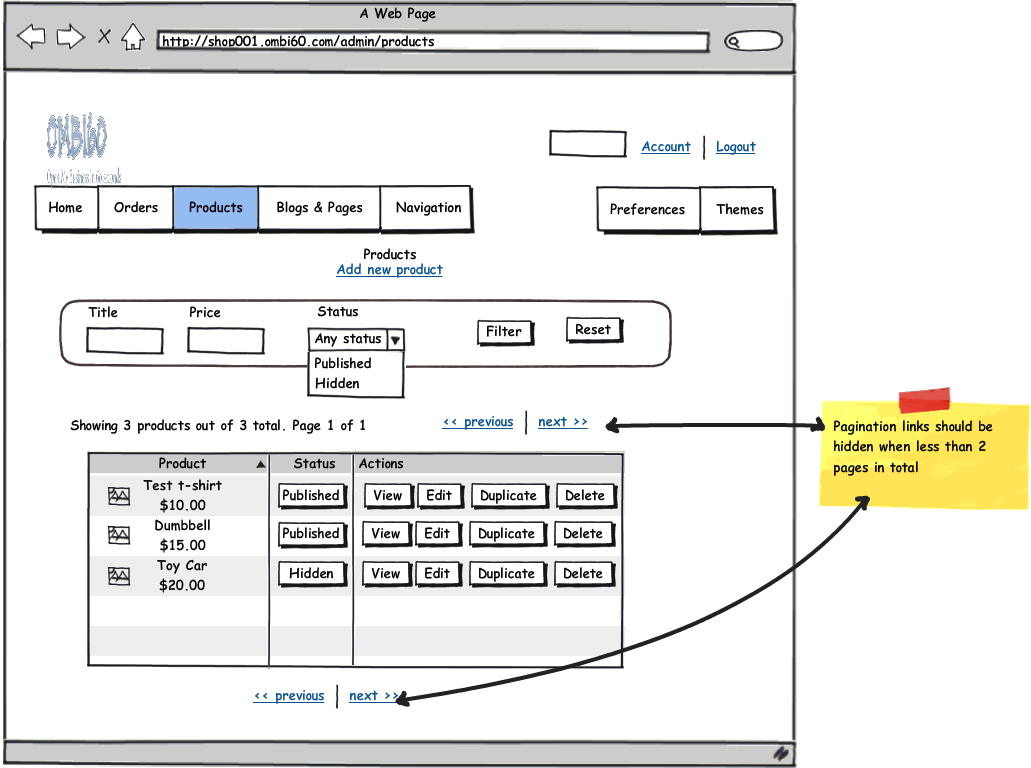 A Web Page
http://shop001.ombi60.com/admin/products
OMBI60
Account
Logout
Home
Orders
Products
Blogs & Pages
Navigation
Preferences
Themes
Products
Add new product
Title
Price
Status
Any status
Published
Hidden
Filter
Reset
Showing 3 products out of 3 total. Page 1 of 1
<< previous
next >>
Pagination links should be
hidden when less than 2
pages in total
Product
Status
Actions
Test t-shirt
$10.00
Published
View
Edit
Duplicate
Delete
Dumbbell
$15.00
Published
View
Edit
Duplicate
Delete
Toy Car
$20.00
Hidden
View
Edit
Duplicate
Delete
<< previous
next >>